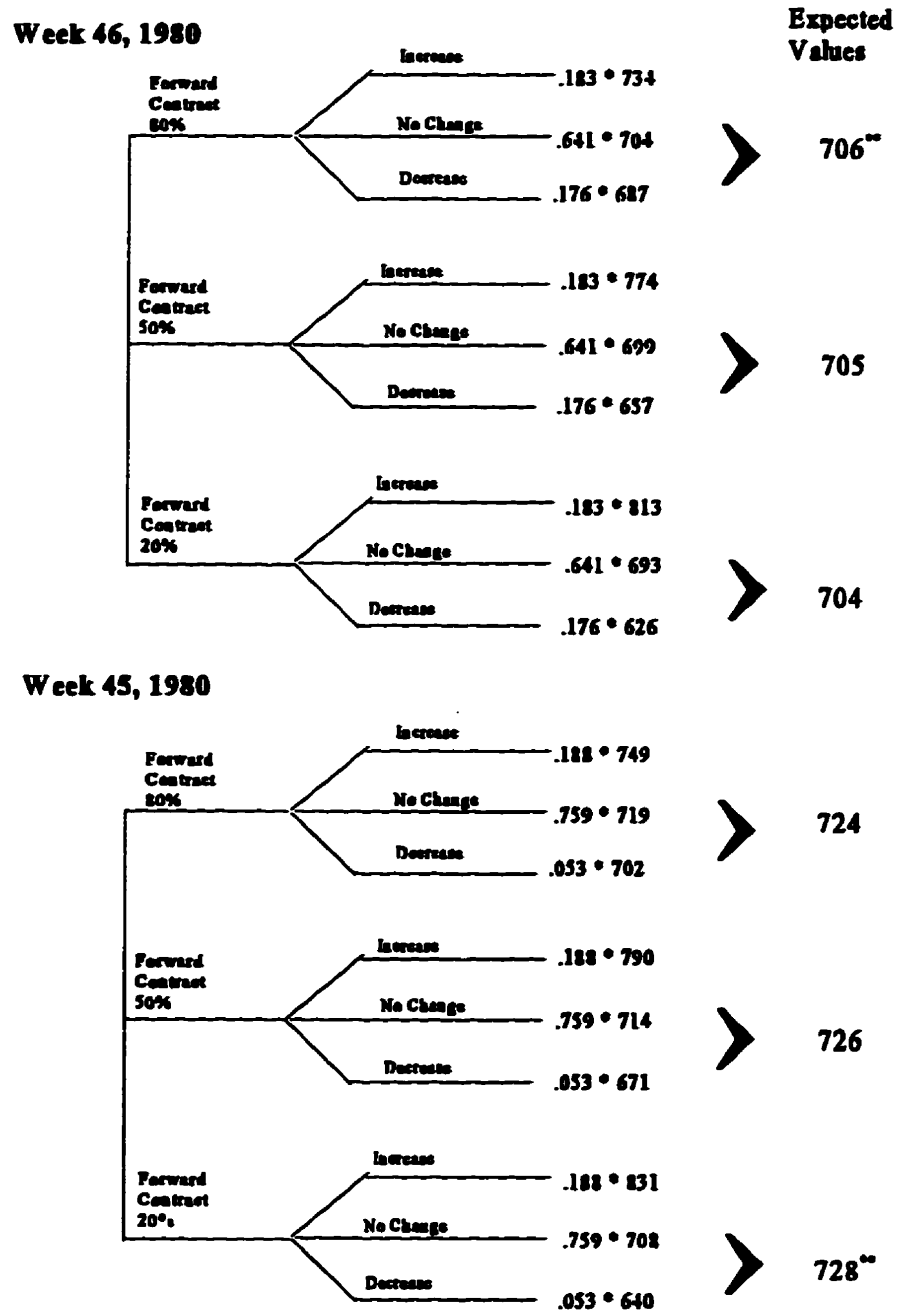 Week 46, 1980
Expected
Values
Forward
Contract
80%
Increase
.183 * 734
No Change
.641 * 704
Decrease
.176 * 687
706**
Forward
Contract
50%
Increase
.183 * 774
No Change
.641 * 699
Decrease
.176 * 657
705
Forward
Contract
20%
Increase
.183 * 813
No Change
.641 * 693
Decrease
.176 * 626
704
Week 45, 1980
Forward
Contract
80%
Increase
.188 * 749
No Change
.759 * 719
Decrease
.053 * 702
724
Forward
Contract
50%
Increase
.188 * 790
No Change
.759 * 714
Decrease
.053 * 671
726
Forward
Contract
20%
Increase
.188 * 831
No Change
.759 * 708
Decrease
.053 * 640
728**